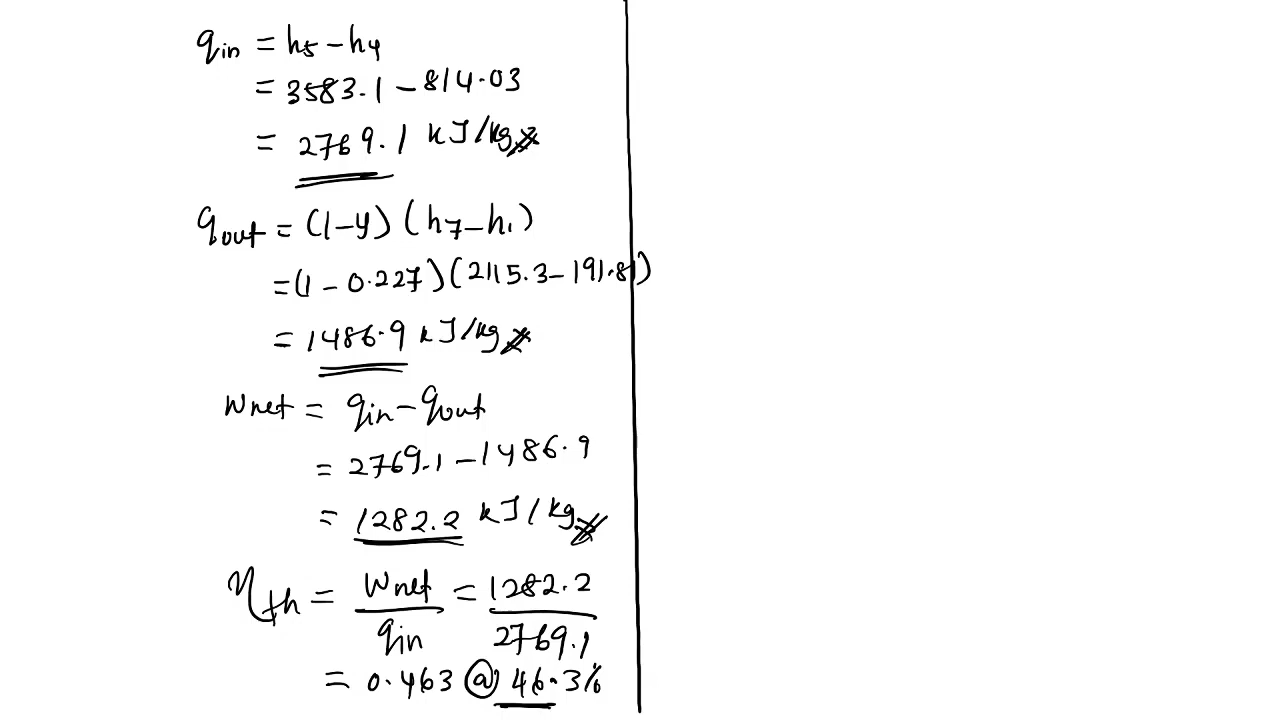 qin = h5 - h4
= 3583.1 - 814.03
= 2769.1 kJ/kg
qout = (1-y) (h7-h1)
= (1 - 0.227) (2115.3 - 191.81)
= 1486.9 kJ/kg
wnet = qin - qout
= 2769.1 - 1486.9
= 1282.2 kJ/kg
ηth = Wnet / qin = 1282.2 / 2769.1
= 0.463 @ 46.3%